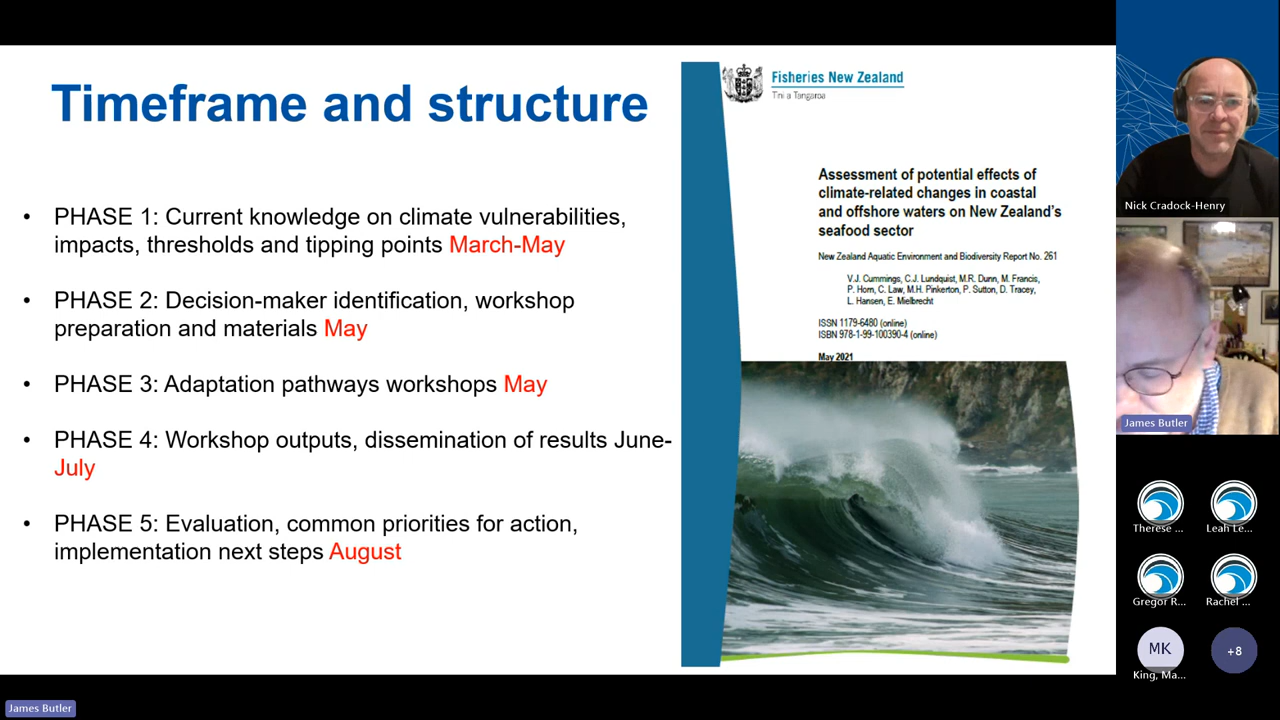 Timeframe and structure
• PHASE 1: Current knowledge on climate vulnerabilities,
impacts, thresholds and tipping points March-May
• PHASE 2: Decision-maker identification, workshop
preparation and materials May
• PHASE 3: Adaptation pathways workshops May
• PHASE 4: Workshop outputs, dissemination of results June-
July
• PHASE 5: Evaluation, common priorities for action,
implementation next steps August
Fisheries New Zealand
Tini a Tangaroa
Assessment of potential effects of
climate-related changes in coastal
and offshore waters on New Zealand's
seafood sector
New Zealand Aquatic Environment and Biodiversity Report No. 261
V.J. Cummings, C.J. Lundquist, M.R. Dunn, M. Francis,
P. Horn, C. Law, M.H. Pinkerton, P. Sutton, D. Tracey,
L. Hansen, E. Mielbrecht
ISSN 1179-6480 (online)
ISBN 978-1-99-100390-4 (online)
May 2021
Nick Cradock-Henry
James Butler
Therese ...
Leah Le...
Gregor R...
Rachel ...
MK
King, Ma...
+8
James Butler